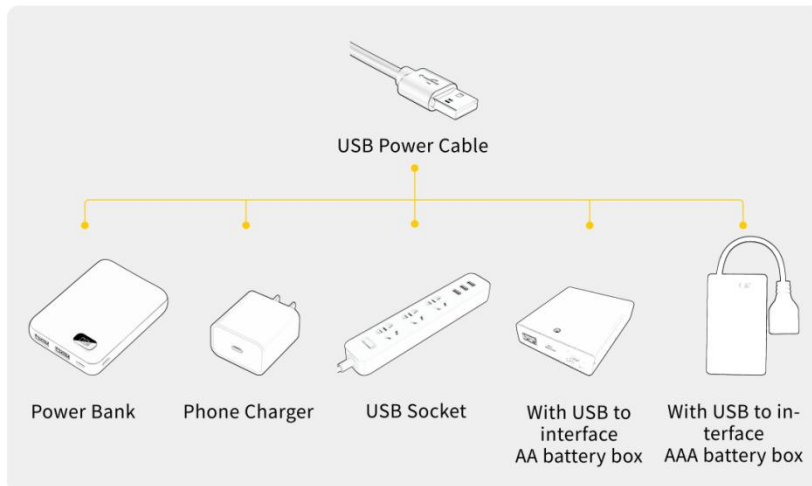 USB Power Cable
Power Bank
Phone Charger
USB Socket
With USB to
interface
AA battery box
With USB to in-
terface
AAA battery box